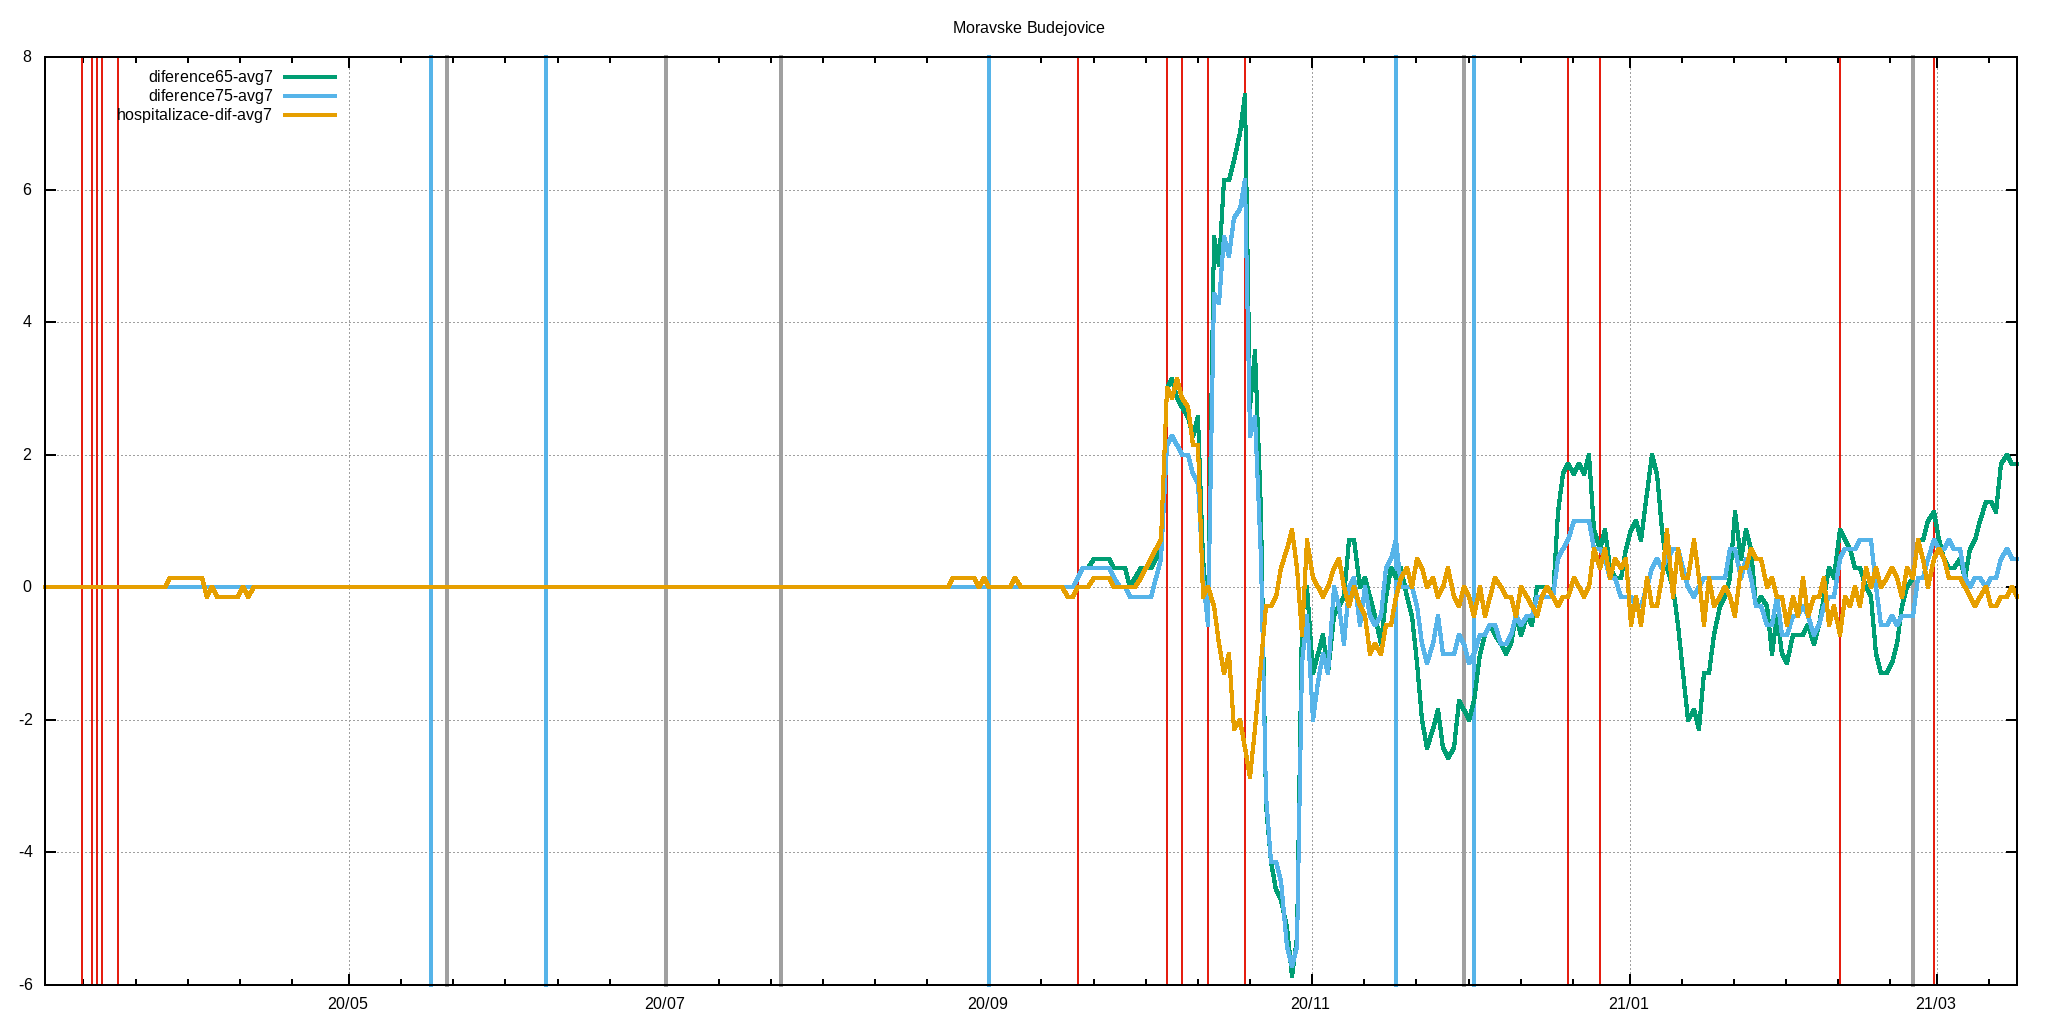 Moravske Budejovice
8
diference65-avg7
diference75-avg7
hospitalizace-dif-avg7
6
4
2
0
-2
-4
-6
20/05 20/07 20/09 20/11 21/01 21/03